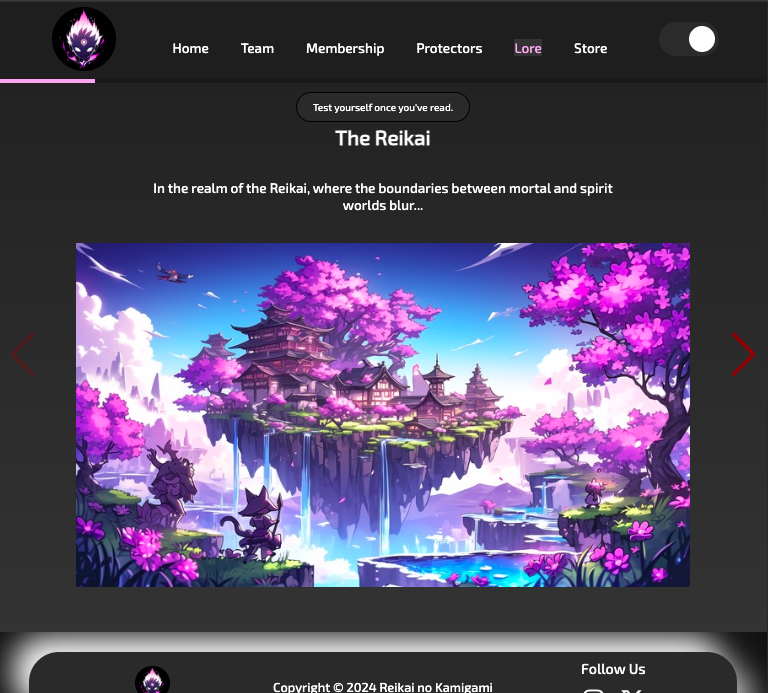 Home Team Membership Protectors Lore Store
Test yourself once you've read.
The Reikai
In the realm of the Reikai, where the boundaries between mortal and spirit
worlds blur...
Follow Us
Copyright © 2024 Reikai no Kamigami